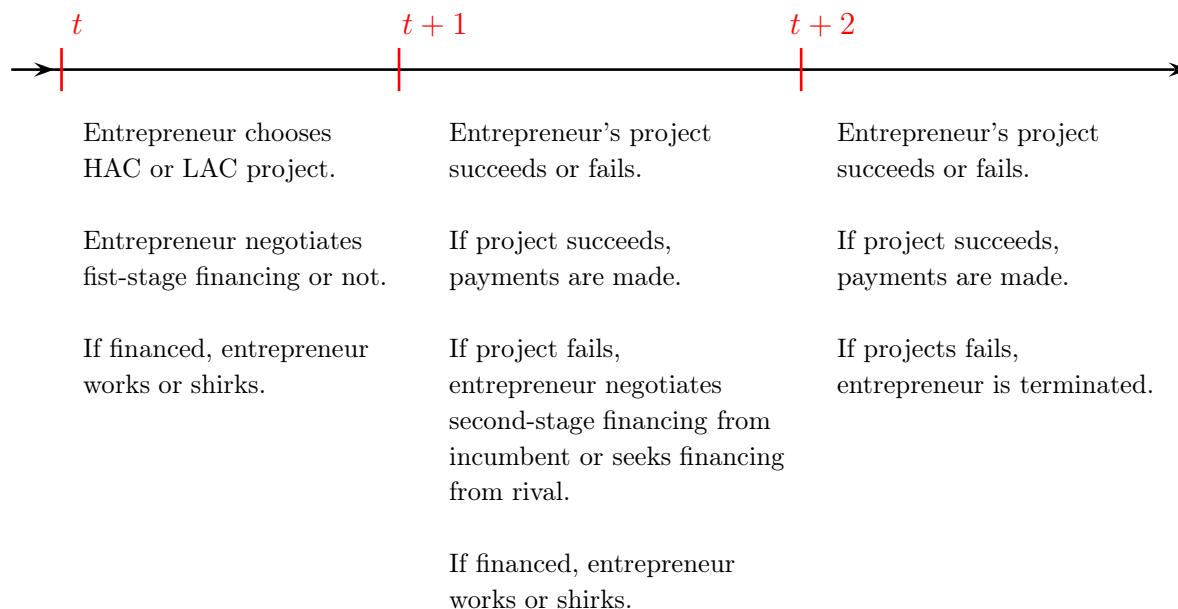 t
t + 1
t + 2
Entrepreneur chooses
HAC or LAC project.
Entrepreneur negotiates
fist-stage financing or not.
If financed, entrepreneur
works or shirks.
Entrepreneur's project
succeeds or fails.
If project succeeds,
payments are made.
If project fails,
entrepreneur negotiates
second-stage financing from
incumbent or seeks financing
from rival.
If financed, entrepreneur
works or shirks.
Entrepreneur's project
succeeds or fails.
If project succeeds,
payments are made.
If projects fails,
entrepreneur is terminated.